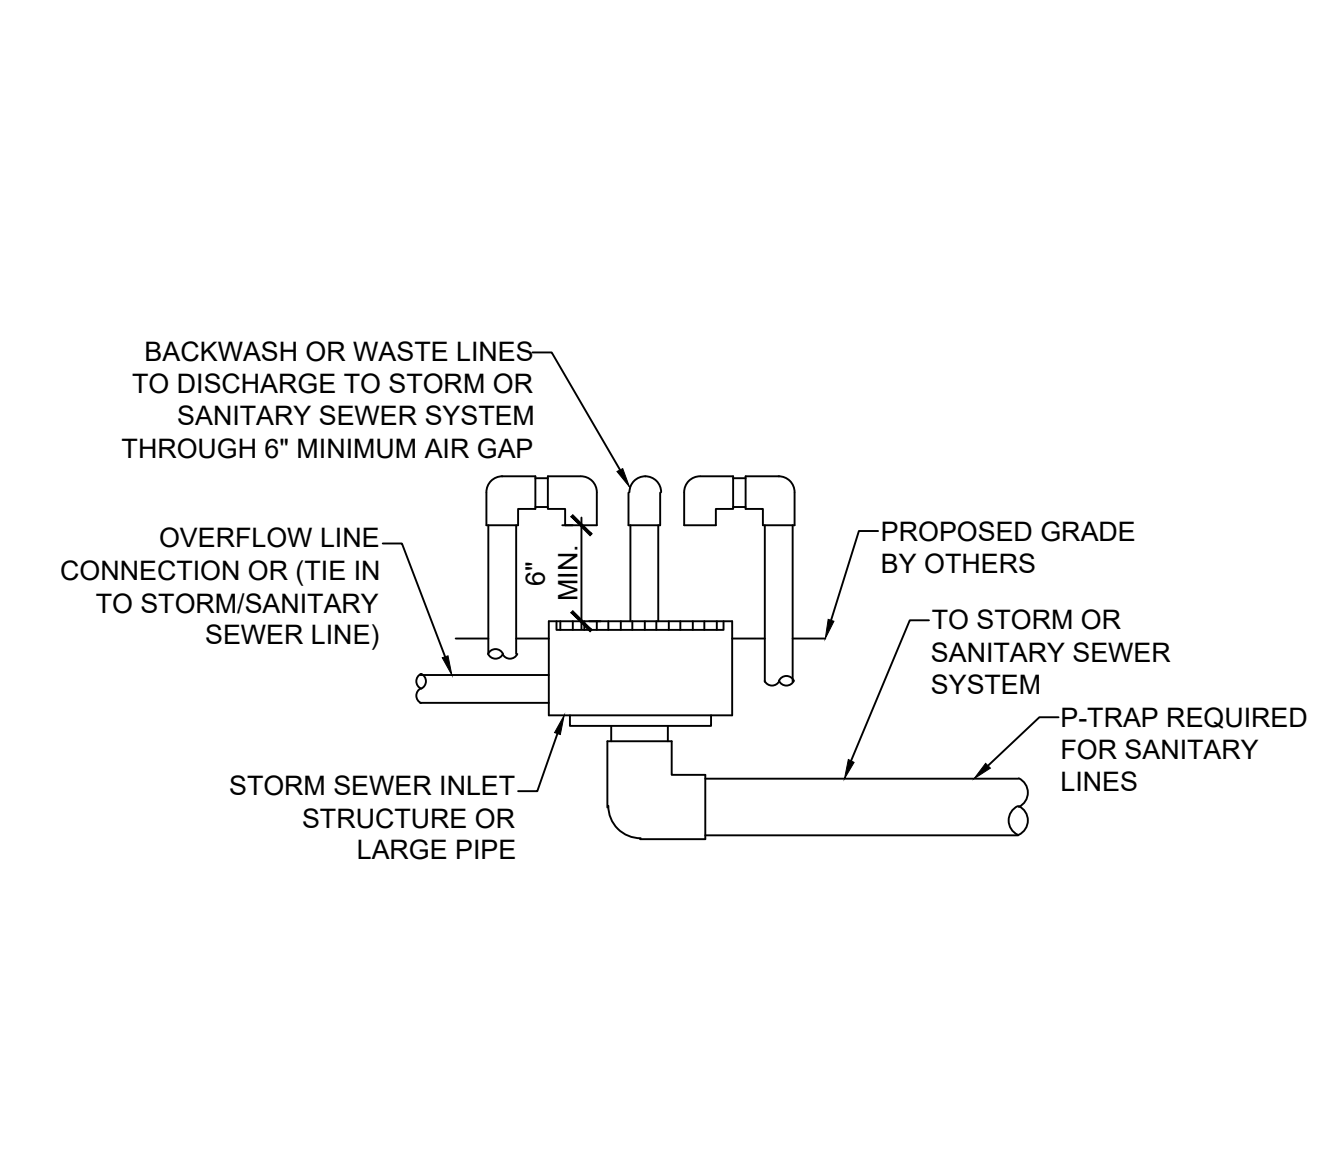 BACKWASH OR WASTE LINES
TO DISCHARGE TO STORM OR
SANITARY SEWER SYSTEM
THROUGH 6" MINIMUM AIR GAP
OVERFLOW LINE
CONNECTION OR (TIE IN
TO STORM/SANITARY
SEWER LINE)
6"
MIN.
PROPOSED GRADE
BY OTHERS
TO STORM OR
SANITARY SEWER
SYSTEM
P-TRAP REQUIRED
FOR SANITARY
LINES
STORM SEWER INLET
STRUCTURE OR
LARGE PIPE